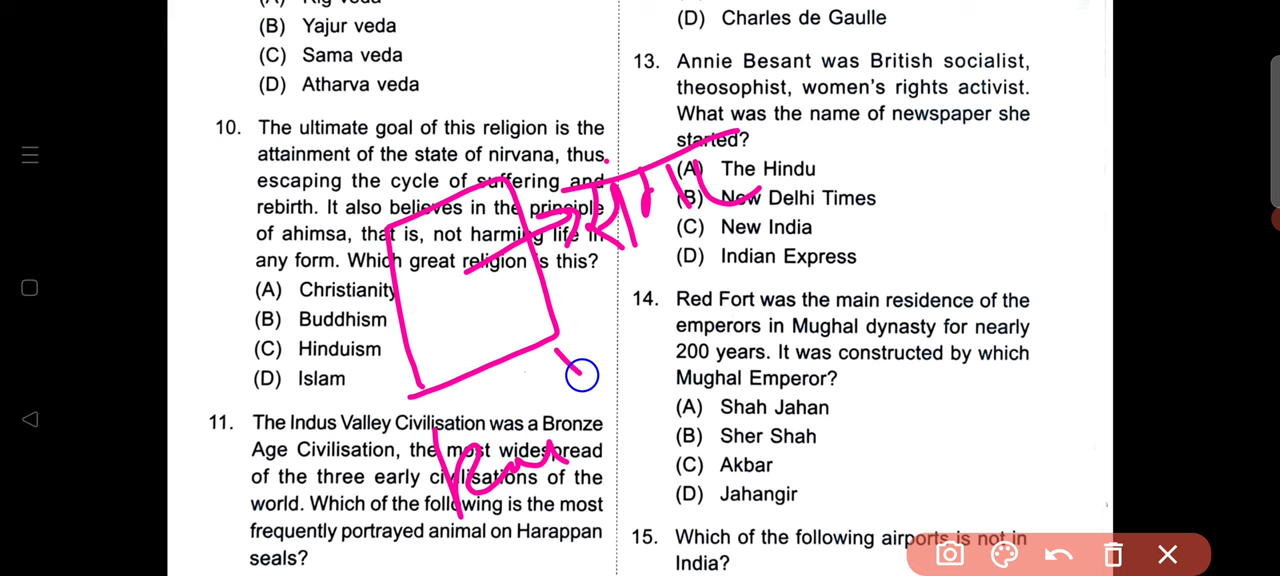 (B) Yajur veda
(C) Sama veda
(D) Atharva veda
10. The ultimate goal of this religion is the
attainment of the state of nirvana, thus
escaping the cycle of suffering and
rebirth. It also believes in the principle
of ahimsa, that is, not harming life in
any form. Which great religion is this?
(A) Christianity
(B) Buddhism
(C) Hinduism
(D) Islam
11. The Indus Valley Civilisation was a Bronze
Age Civilisation, the most widespread
of the three early civilisations of the
world. Which of the following is the most
frequently portrayed animal on Harappan
seals?
(D) Charles de Gaulle
13. Annie Besant was British socialist,
theosophist, women's rights activist.
What was the name of newspaper she
started?
(A) The Hindu
(B) New Delhi Times
(C) New India
(D) Indian Express
14. Red Fort was the main residence of the
emperors in Mughal dynasty for nearly
200 years. It was constructed by which
Mughal Emperor?
(A) Shah Jahan
(B) Sher Shah
(C) Akbar
(D) Jahangir
15. Which of the following airports is not in
India?